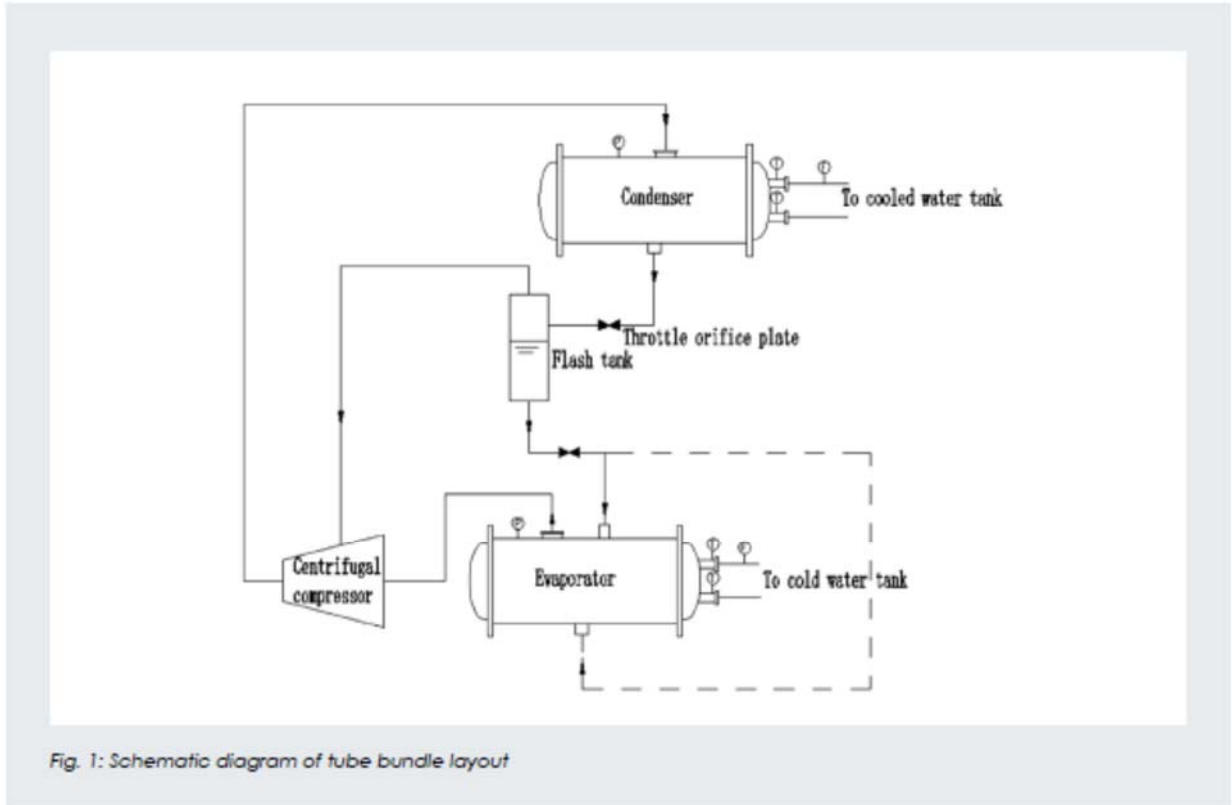 Condenser
To cooled water tank
Throttle orifice plate
Flash tank
Centrifugal
compressor
Evaporator
To cold water tank
Fig. 1: Schematic diagram of tube bundle layout